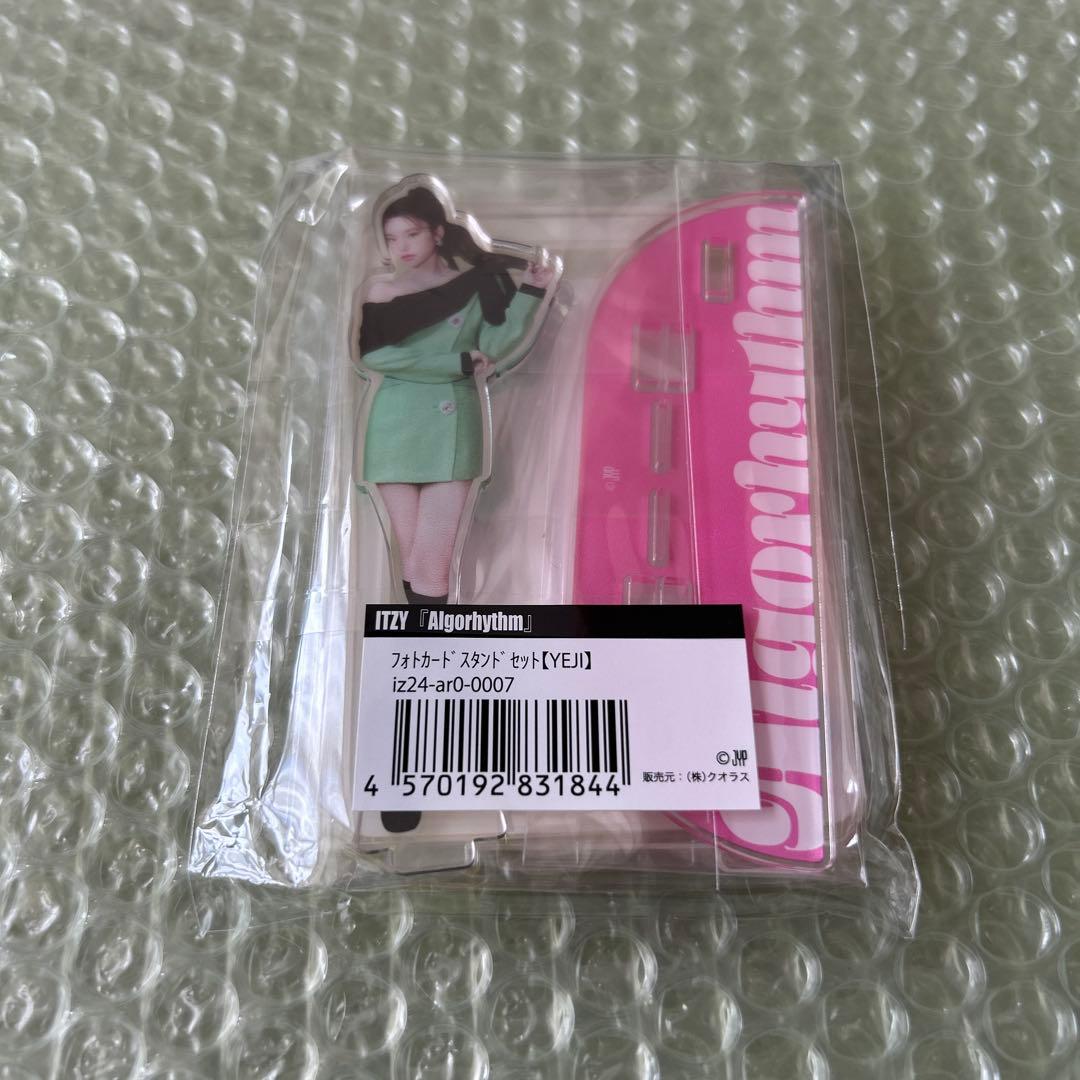 ITZY『Algorhythm』
ﾌｫﾄｶｰﾄﾞｽﾀﾝﾄﾞｾｯﾄ【YEJI】
iz24-ar0-0007
4 570192 831844
©JYP
販売元：(株)クオラス
©JYP
Algorhythm